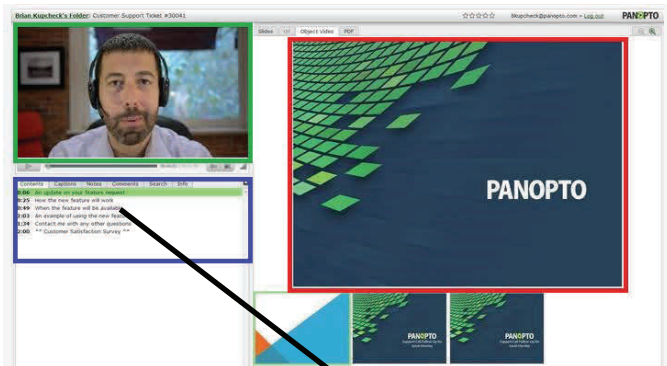 Brian Kupcheck's Folder: Customer Support Ticket #30041
bkupcheck@panopto.com • Log out
PANOPTO
Slides
Object Video
PDF
PANOPTO
Contents Captions Notes Comments Search Info
0:06 An update on your feature request
0:25 How the new feature will work
0:49 When the feature will be available
1:03 An example of using the new
1:34 Contact me with any other questions
2:00 ** Customer Satisfaction Survey **
PANOPTO
PANOPTO